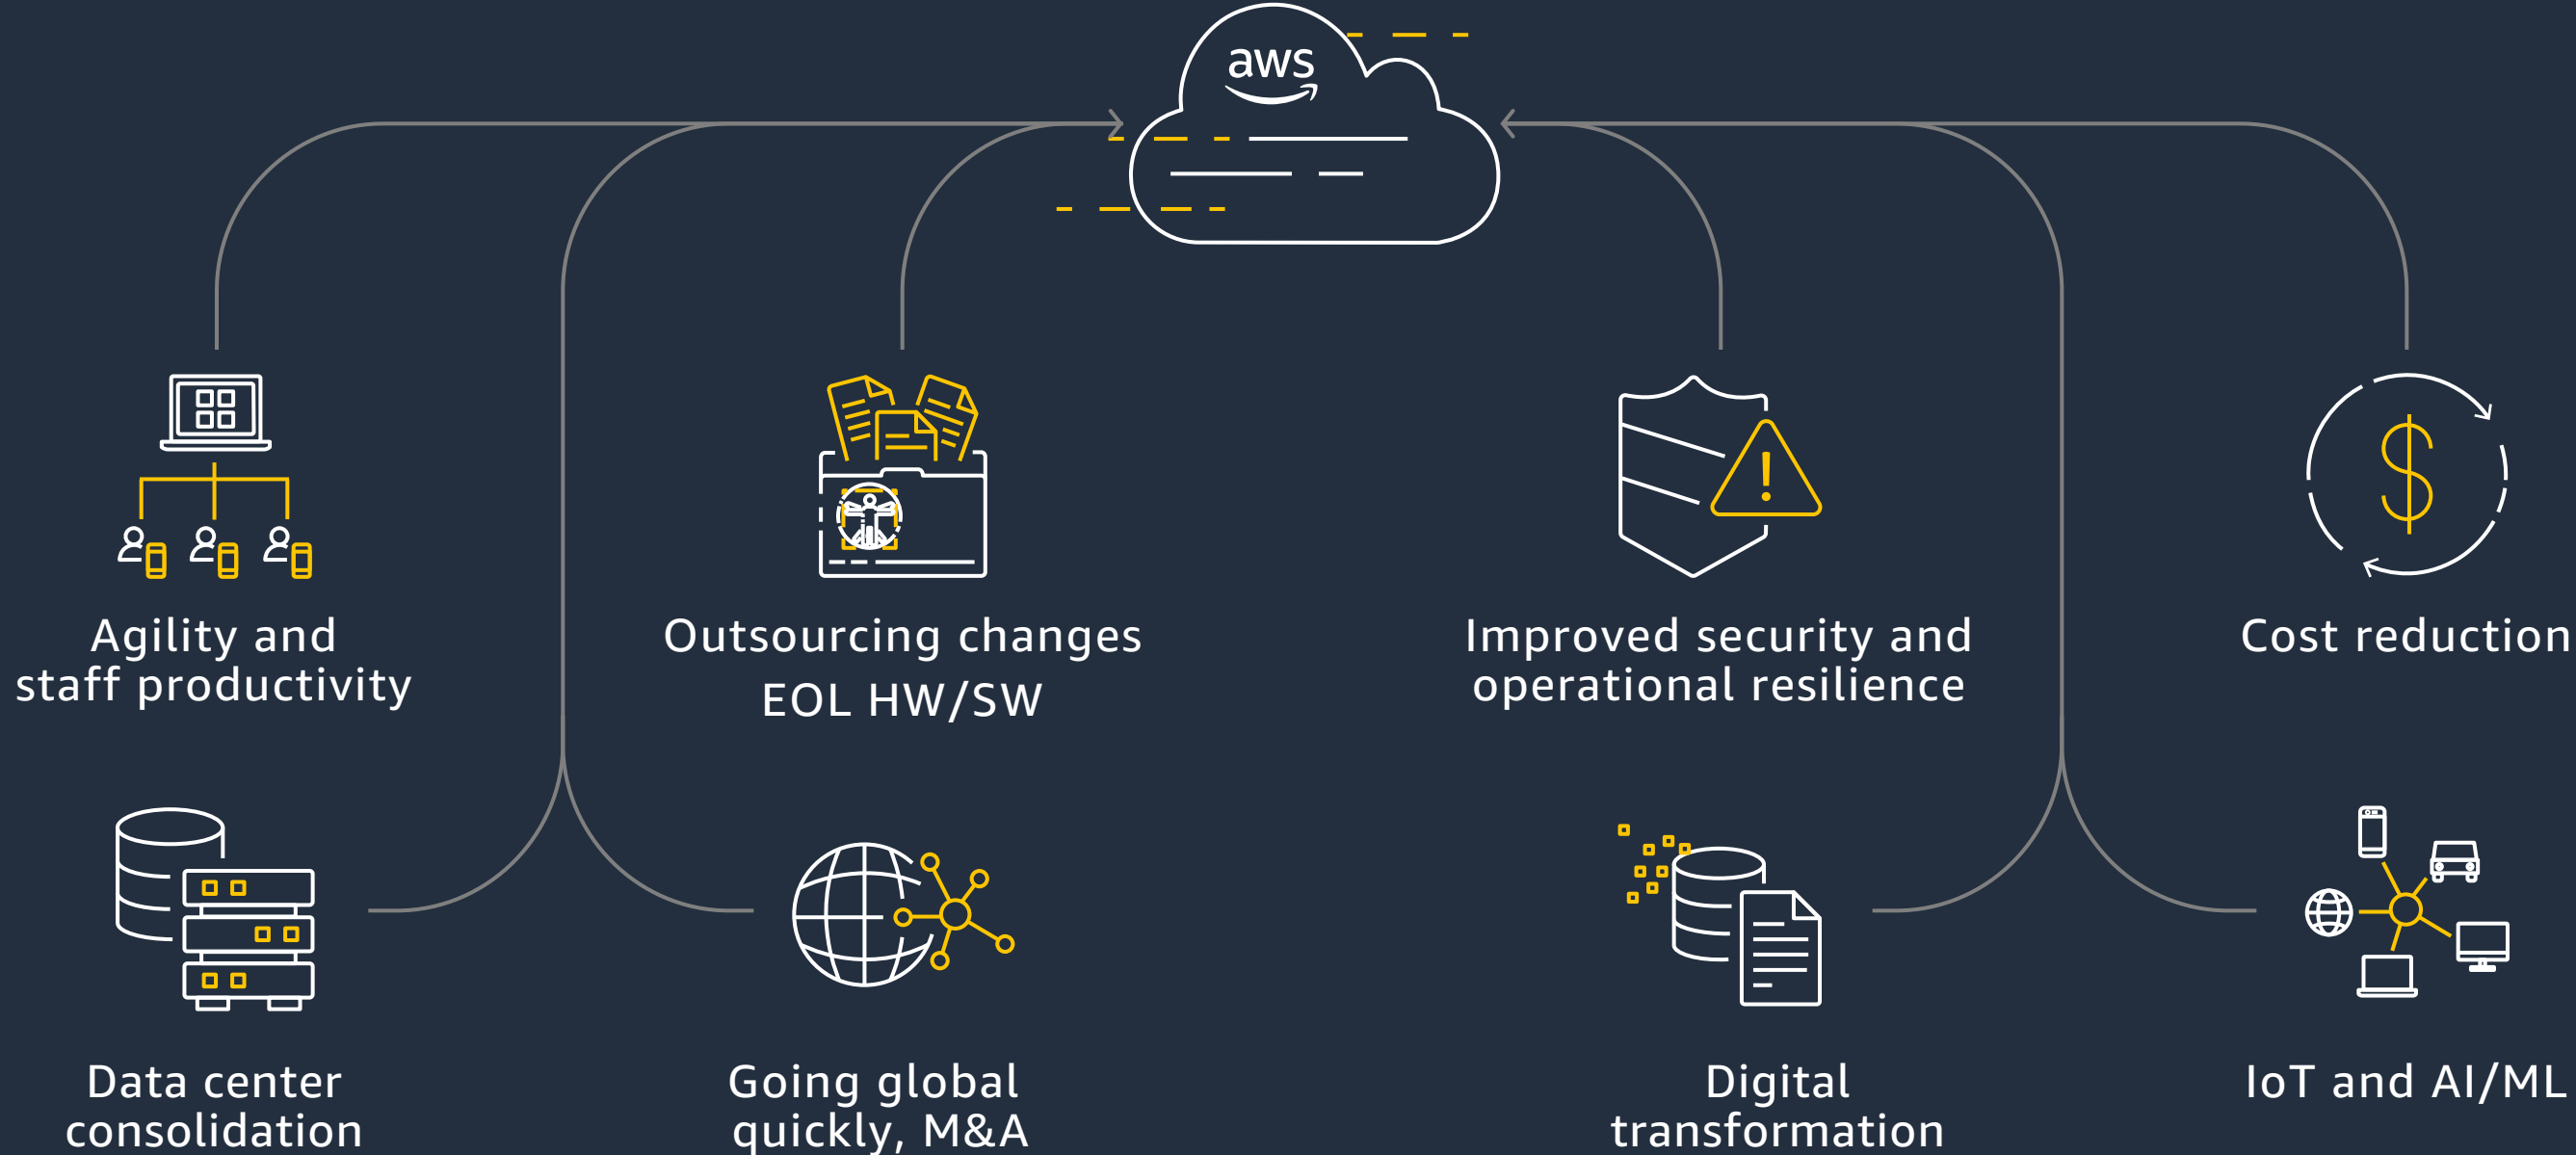 aws
Agility and
staff productivity
Outsourcing changes
EOL HW/SW
Improved security and
operational resilience
Cost reduction
Data center
consolidation
Going global
quickly, M&A
Digital
transformation
IoT and AI/ML